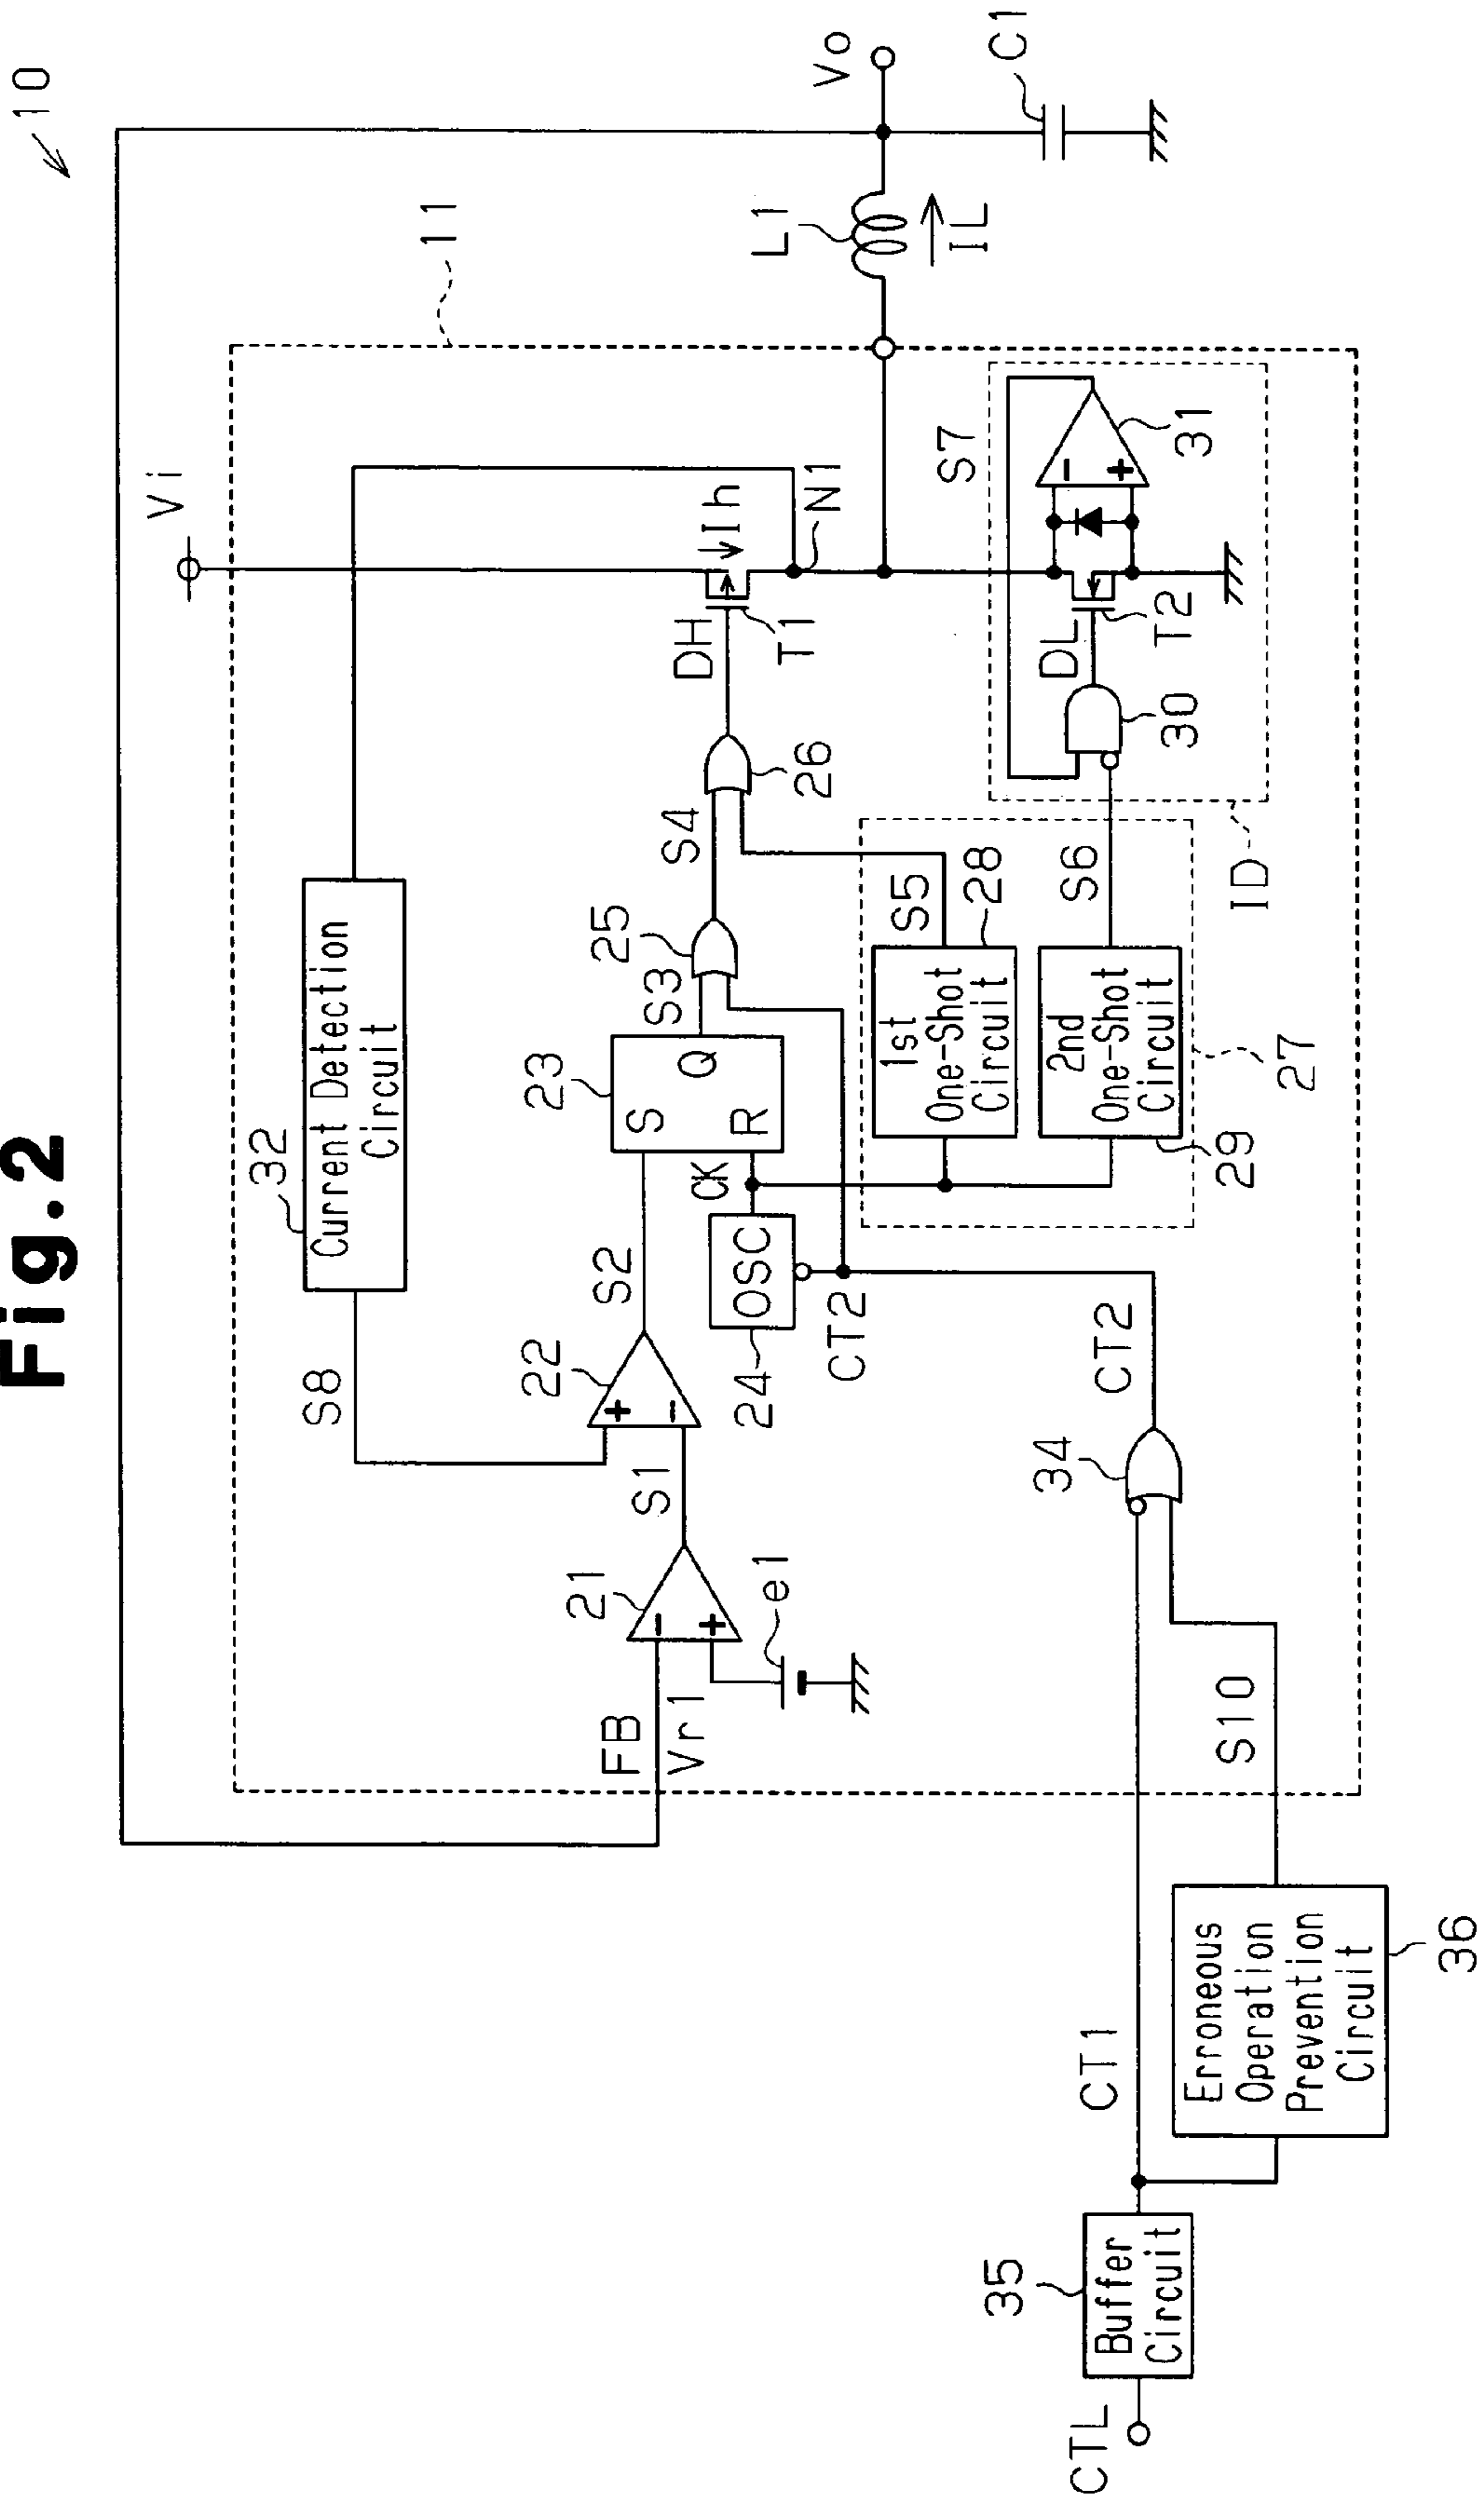 Fig.2
10
11
Vi
32
Current Detection
Circuit
S8
Ih
N1
DH
T1
26
S4
25
S3
23
S
Q
R
CK
S2
22
+
-
S1
21
-
+
FB
Vr1
e1
OSC
24
CT2
L1
IL
Vo
C1
S7
-
+
31
DL
T2
30
ID
S5
28
1st
One-Shot
Circuit
S6
2nd
One-Shot
Circuit
29
27
CT2
34
S10
CT1
Erroneous
Operation
Prevention
Circuit
36
35
Buffer
Circuit
CTL